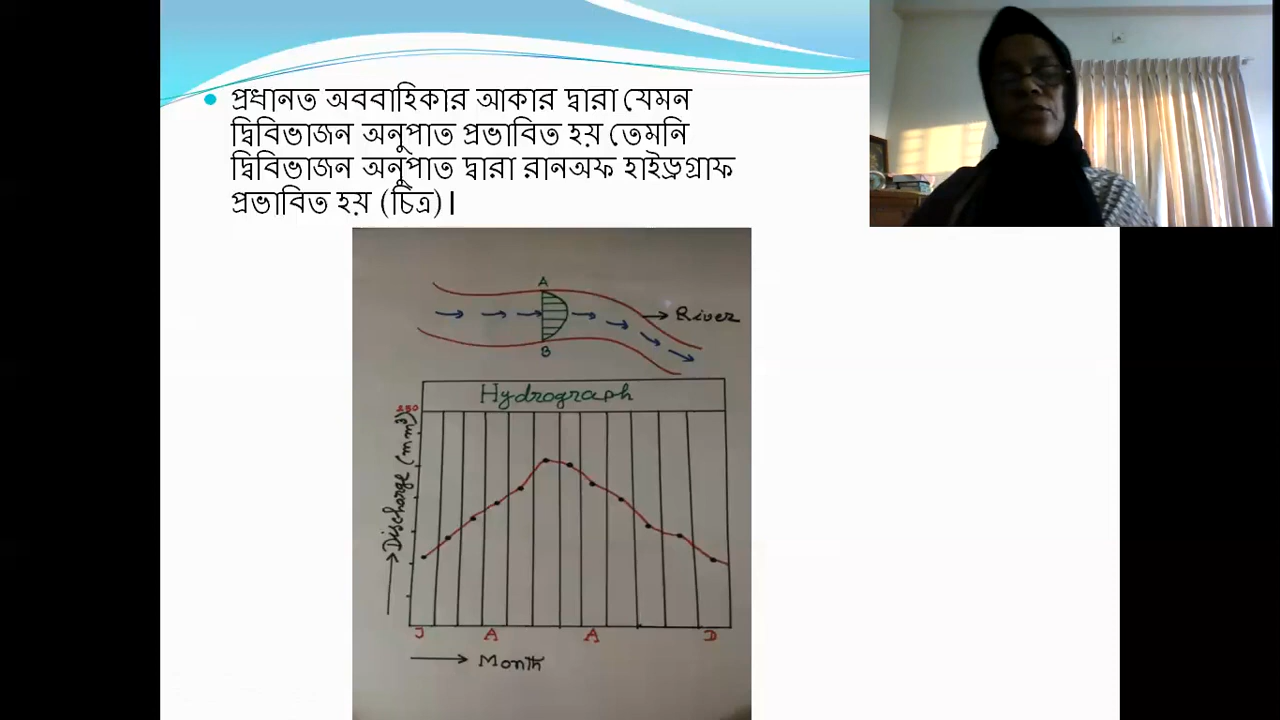 প্রধানত অববাহিকার আকার দ্বারা যেমন
দ্বিবিভাজন অনুপাত প্রভাবিত হয় তেমনি
দ্বিবিভাজন অনুপাত দ্বারা রানঅফ হাইড্রগ্রাফ
প্রভাবিত হয় (চিত্র)।
A
River
B
Hydrograph
250
Discharge (mm³)
J A A D
Month